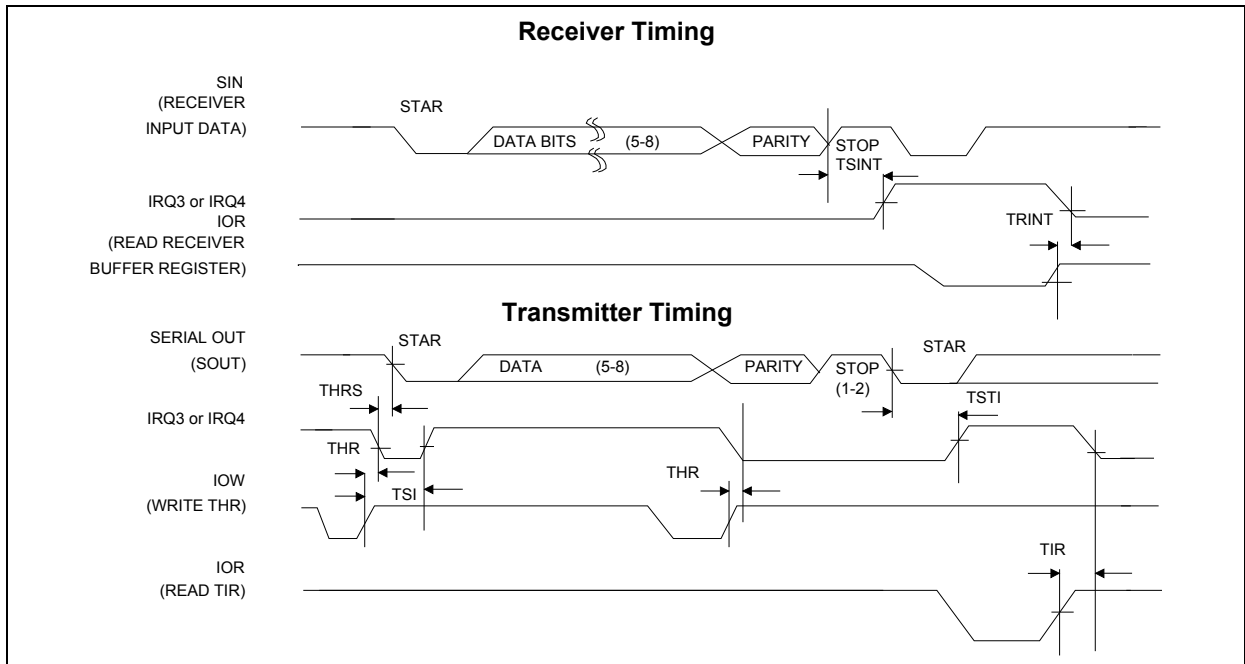 Receiver Timing
SIN
(RECEIVER
INPUT DATA)
STAR
DATA BITS (5-8)
PARITY
STOP
TSINT
IRQ3 or IRQ4
IOR
(READ RECEIVER
BUFFER REGISTER)
TRINT
Transmitter Timing
SERIAL OUT
(SOUT)
STAR
DATA (5-8)
PARITY
STOP
(1-2)
STAR
THRS
TSTI
IRQ3 or IRQ4
THR
THR
IOW
(WRITE THR)
TSI
TIR
IOR
(READ TIR)